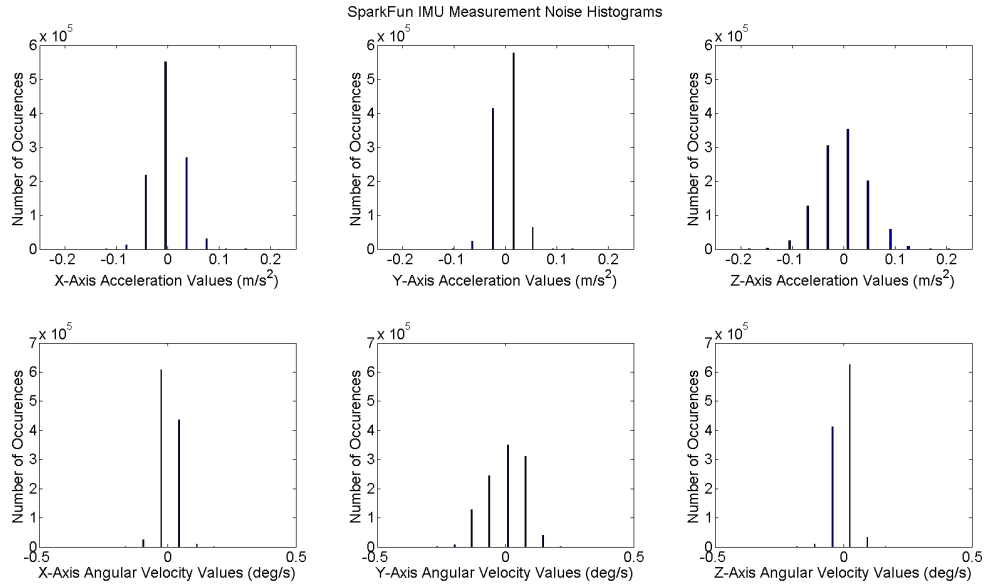 SparkFun IMU Measurement Noise Histograms
6 x 10^5
5
4
3
2
1
0
-0.2 -0.1 0 0.1 0.2
Number of Occurences
X-Axis Acceleration Values (m/s²)
6 x 10^5
5
4
3
2
1
0
-0.2 -0.1 0 0.1 0.2
Number of Occurences
Y-Axis Acceleration Values (m/s²)
6 x 10^5
5
4
3
2
1
0
-0.2 -0.1 0 0.1 0.2
Number of Occurences
Z-Axis Acceleration Values (m/s²)
7 x 10^5
6
5
4
3
2
1
0
-0.5 0 0.5
Number of Occurences
X-Axis Angular Velocity Values (deg/s)
7 x 10^5
6
5
4
3
2
1
0
-0.5 0 0.5
Number of Occurences
Y-Axis Angular Velocity Values (deg/s)
7 x 10^5
6
5
4
3
2
1
0
-0.5 0 0.5
Number of Occurences
Z-Axis Angular Velocity Values (deg/s)